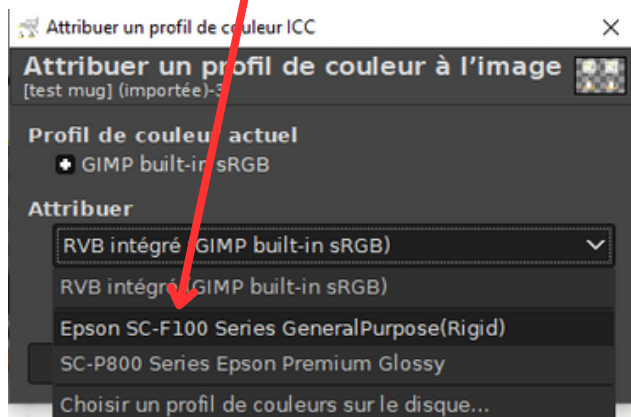 Attribuer un profil de couleur ICC
Attribuer un profil de couleur à l'image
[test mug] (importée)-3
Profil de couleur actuel
GIMP built-in sRGB
Attribuer
RVB intégré (GIMP built-in sRGB)
RVB intégré (GIMP built-in sRGB)
Epson SC-F100 Series GeneralPurpose(Rigid)
SC-P800 Series Epson Premium Glossy
Choisir un profil de couleurs sur le disque...